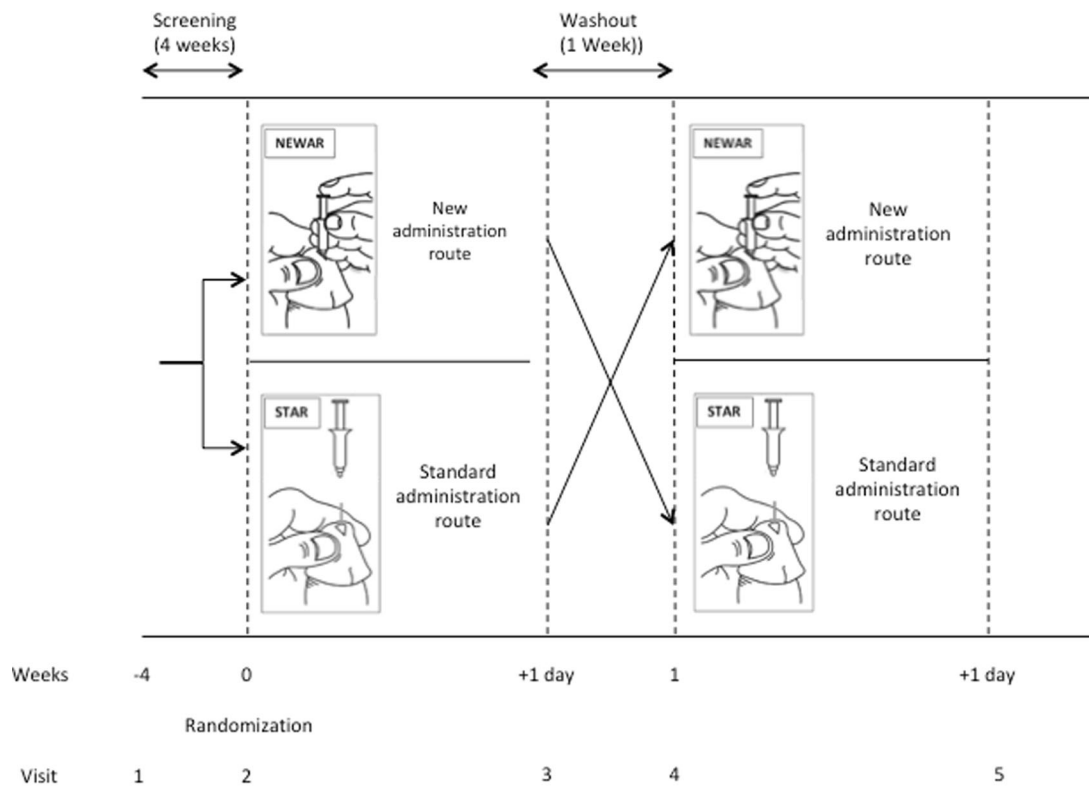 Screening
(4 weeks)
Washout
(1 Week))
NEWAR
New
administration
route
NEWAR
New
administration
route
STAR
Standard
administration
route
STAR
Standard
administration
route
Weeks -4 0 +1 day 1 +1 day
Randomization
Visit 1 2 3 4 5